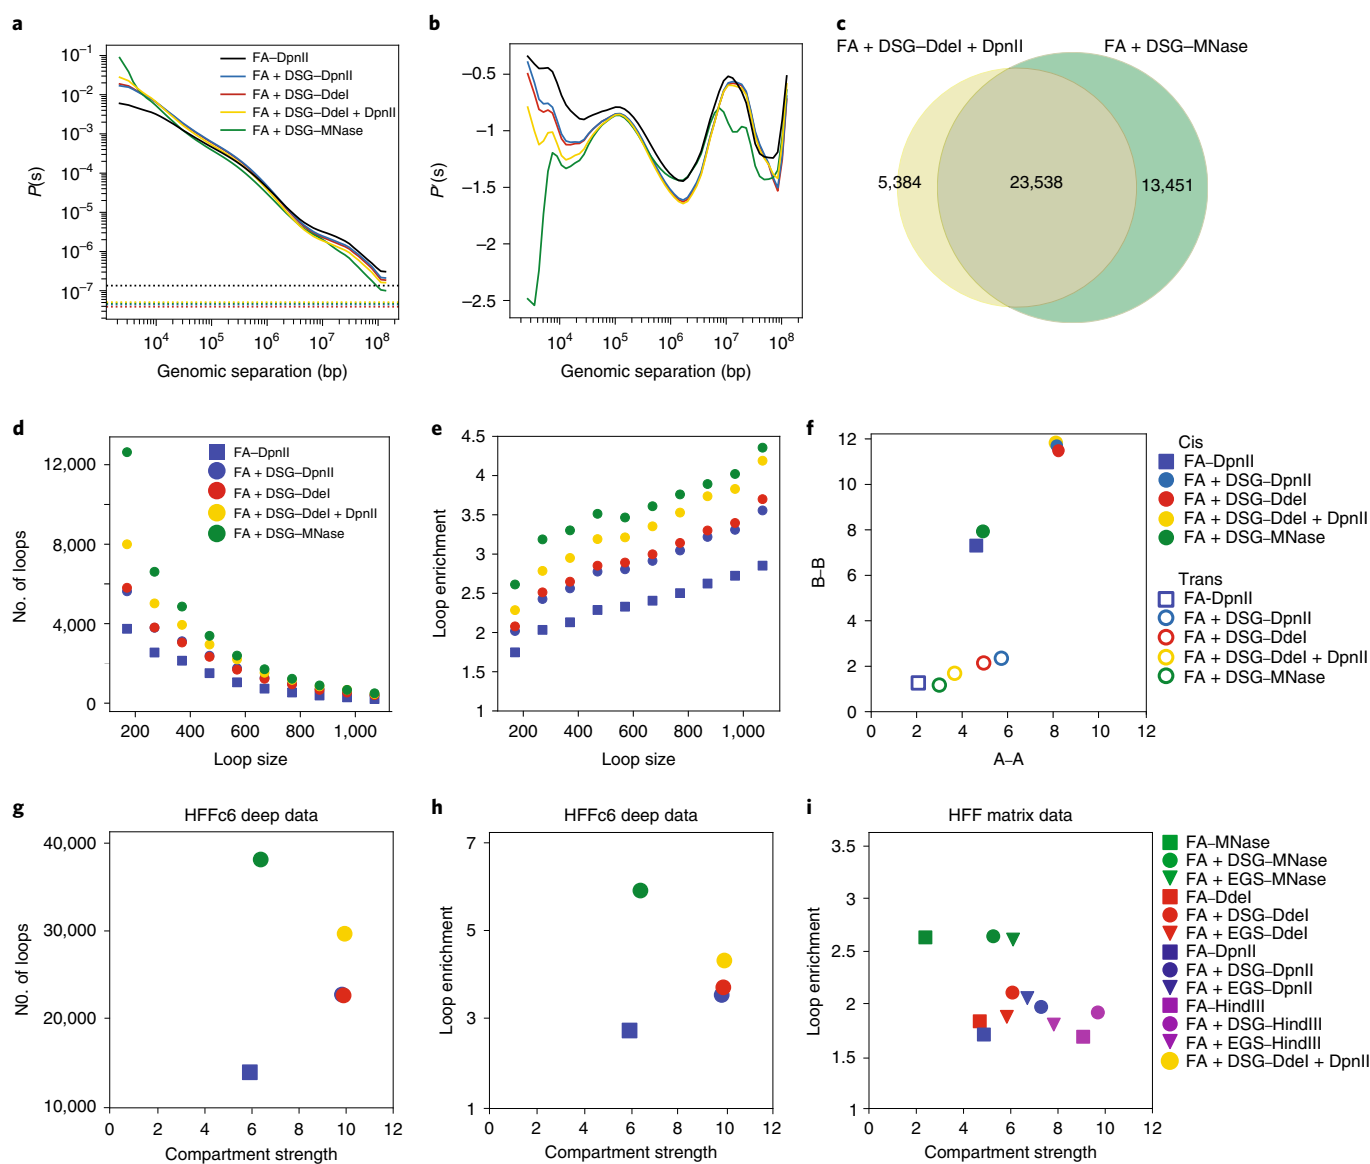 a
10⁻¹
10⁻²
10⁻³
10⁻⁴
10⁻⁵
10⁻⁶
10⁻⁷
P(s)
FA–DpnII
FA + DSG–DpnII
FA + DSG–DdeI
FA + DSG–DdeI + DpnII
FA + DSG–MNase
10⁴ 10⁵ 10⁶ 10⁷ 10⁸
Genomic separation (bp)
b
–0.5
–1
–1.5
–2
–2.5
P′(s)
10⁴ 10⁵ 10⁶ 10⁷ 10⁸
Genomic separation (bp)
c
FA + DSG–DdeI + DpnII FA + DSG–MNase
5,384 23,538 13,451
d
12,000
8,000
4,000
0
No. of loops
FA–DpnII
FA + DSG–DpnII
FA + DSG–DdeI
FA + DSG–DdeI + DpnII
FA + DSG–MNase
200 400 600 800 1,000
Loop size
e
4.5
4
3.5
3
2.5
2
1.5
1
Loop enrichment
200 400 600 800 1,000
Loop size
f
12
10
8
6
4
2
0
B–B
0 2 4 6 8 10 12
A–A
Cis
FA–DpnII
FA + DSG–DpnII
FA + DSG–DdeI
FA + DSG–DdeI + DpnII
FA + DSG–MNase
Trans
FA-DpnII
FA + DSG–DpnII
FA + DSG–DdeI
FA + DSG–DdeI + DpnII
FA + DSG–MNase
g
HFFc6 deep data
40,000
30,000
20,000
10,000
N0. of loops
0 2 4 6 8 10 12
Compartment strength
h
HFFc6 deep data
7
5
3
1
Loop enrichment
0 2 4 6 8 10 12
Compartment strength
i
HFF matrix data
3.5
3
2.5
2
1.5
1
Loop enrichment
0 2 4 6 8 10 12
Compartment strength
FA–MNase
FA + DSG–MNase
FA + EGS–MNase
FA–DdeI
FA + DSG–DdeI
FA + EGS–DdeI
FA–DpnII
FA + DSG–DpnII
FA + EGS–DpnII
FA-HindIII
FA + DSG–HindIII
FA + EGS–HindIII
FA + DSG–DdeI + DpnII